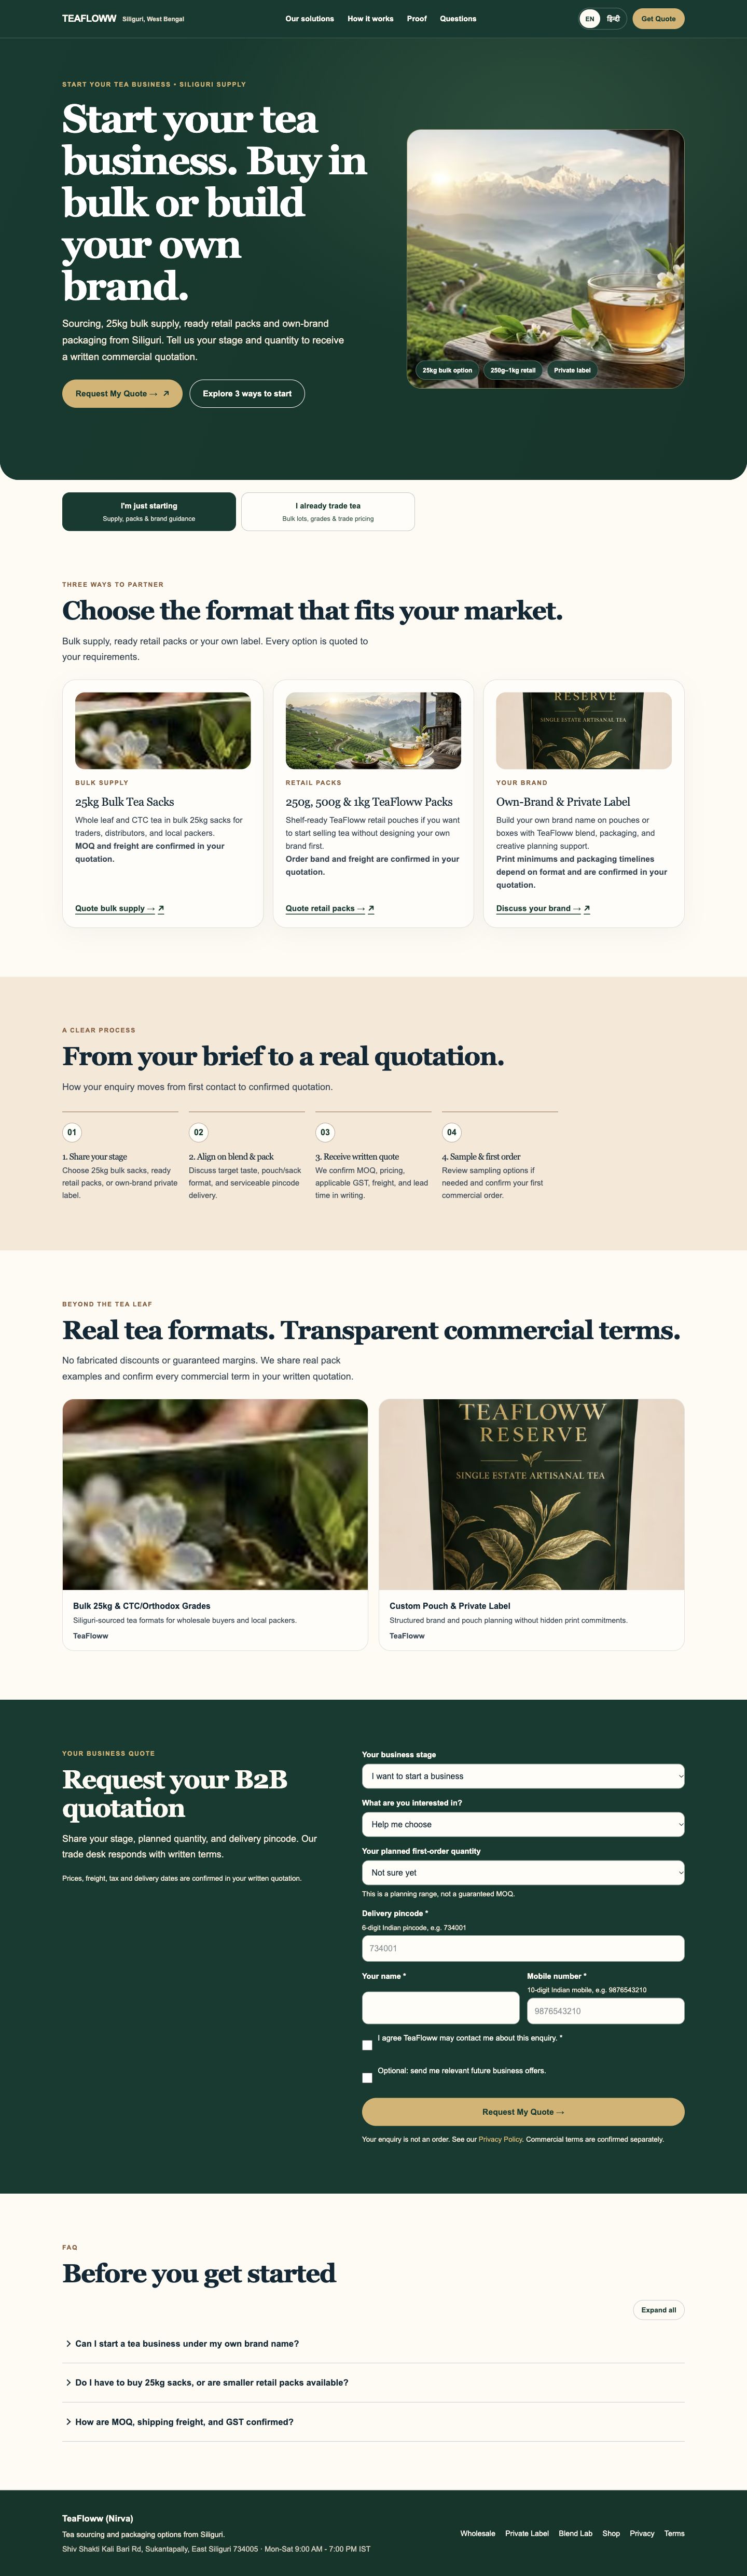 TEAFLOWW Siliguri, West Bengal
Our solutions How it works Proof Questions
EN हिन्दी Get Quote
START YOUR TEA BUSINESS • SILIGURI SUPPLY
Start your tea
business. Buy in
bulk or build
your own
brand.
Sourcing, 25kg bulk supply, ready retail packs and own-brand
packaging from Siliguri. Tell us your stage and quantity to receive
a written commercial quotation.
Request My Quote → ↗ Explore 3 ways to start
25kg bulk option 250g–1kg retail Private label
I'm just starting
Supply, packs & brand guidance
I already trade tea
Bulk lots, grades & trade pricing
THREE WAYS TO PARTNER
Choose the format that fits your market.
Bulk supply, ready retail packs or your own label. Every option is quoted to
your requirements.
BULK SUPPLY
25kg Bulk Tea Sacks
Whole leaf and CTC tea in bulk 25kg sacks for
traders, distributors, and local packers.
MOQ and freight are confirmed in your
quotation.
Quote bulk supply → ↗
RETAIL PACKS
250g, 500g & 1kg TeaFloww Packs
Shelf-ready TeaFloww retail pouches if you want
to start selling tea without designing your own
brand first.
Order band and freight are confirmed in your
quotation.
Quote retail packs → ↗
RESERVE
SINGLE ESTATE ARTISANAL TEA
YOUR BRAND
Own-Brand & Private Label
Build your own brand name on pouches or
boxes with TeaFloww blend, packaging, and
creative planning support.
Print minimums and packaging timelines
depend on format and are confirmed in your
quotation.
Discuss your brand → ↗
A CLEAR PROCESS
From your brief to a real quotation.
How your enquiry moves from first contact to confirmed quotation.
01
1. Share your stage
Choose 25kg bulk sacks, ready
retail packs, or own-brand private
label.
02
2. Align on blend & pack
Discuss target taste, pouch/sack
format, and serviceable pincode
delivery.
03
3. Receive written quote
We confirm MOQ, pricing,
applicable GST, freight, and lead
time in writing.
04
4. Sample & first order
Review sampling options if
needed and confirm your first
commercial order.
BEYOND THE TEA LEAF
Real tea formats. Transparent commercial terms.
No fabricated discounts or guaranteed margins. We share real pack
examples and confirm every commercial term in your written quotation.
Bulk 25kg & CTC/Orthodox Grades
Siliguri-sourced tea formats for wholesale buyers and local packers.
TeaFloww
TEAFLOWW
RESERVE
SINGLE ESTATE ARTISANAL TEA
Custom Pouch & Private Label
Structured brand and pouch planning without hidden print commitments.
TeaFloww
YOUR BUSINESS QUOTE
Request your B2B
quotation
Share your stage, planned quantity, and delivery pincode. Our
trade desk responds with written terms.
Prices, freight, tax and delivery dates are confirmed in your written quotation.
Your business stage
I want to start a business
What are you interested in?
Help me choose
Your planned first-order quantity
Not sure yet
This is a planning range, not a guaranteed MOQ.
Delivery pincode *
6-digit Indian pincode, e.g. 734001
734001
Your name *
Mobile number *
10-digit Indian mobile, e.g. 9876543210
9876543210
I agree TeaFloww may contact me about this enquiry. *
Optional: send me relevant future business offers.
Request My Quote →
Your enquiry is not an order. See our Privacy Policy. Commercial terms are confirmed separately.
FAQ
Before you get started
Expand all
Can I start a tea business under my own brand name?
Do I have to buy 25kg sacks, or are smaller retail packs available?
How are MOQ, shipping freight, and GST confirmed?
TeaFloww (Nirva)
Tea sourcing and packaging options from Siliguri.
Shiv Shakti Kali Bari Rd, Sukantapally, East Siliguri 734005 · Mon-Sat 9:00 AM - 7:00 PM IST
Wholesale Private Label Blend Lab Shop Privacy Terms